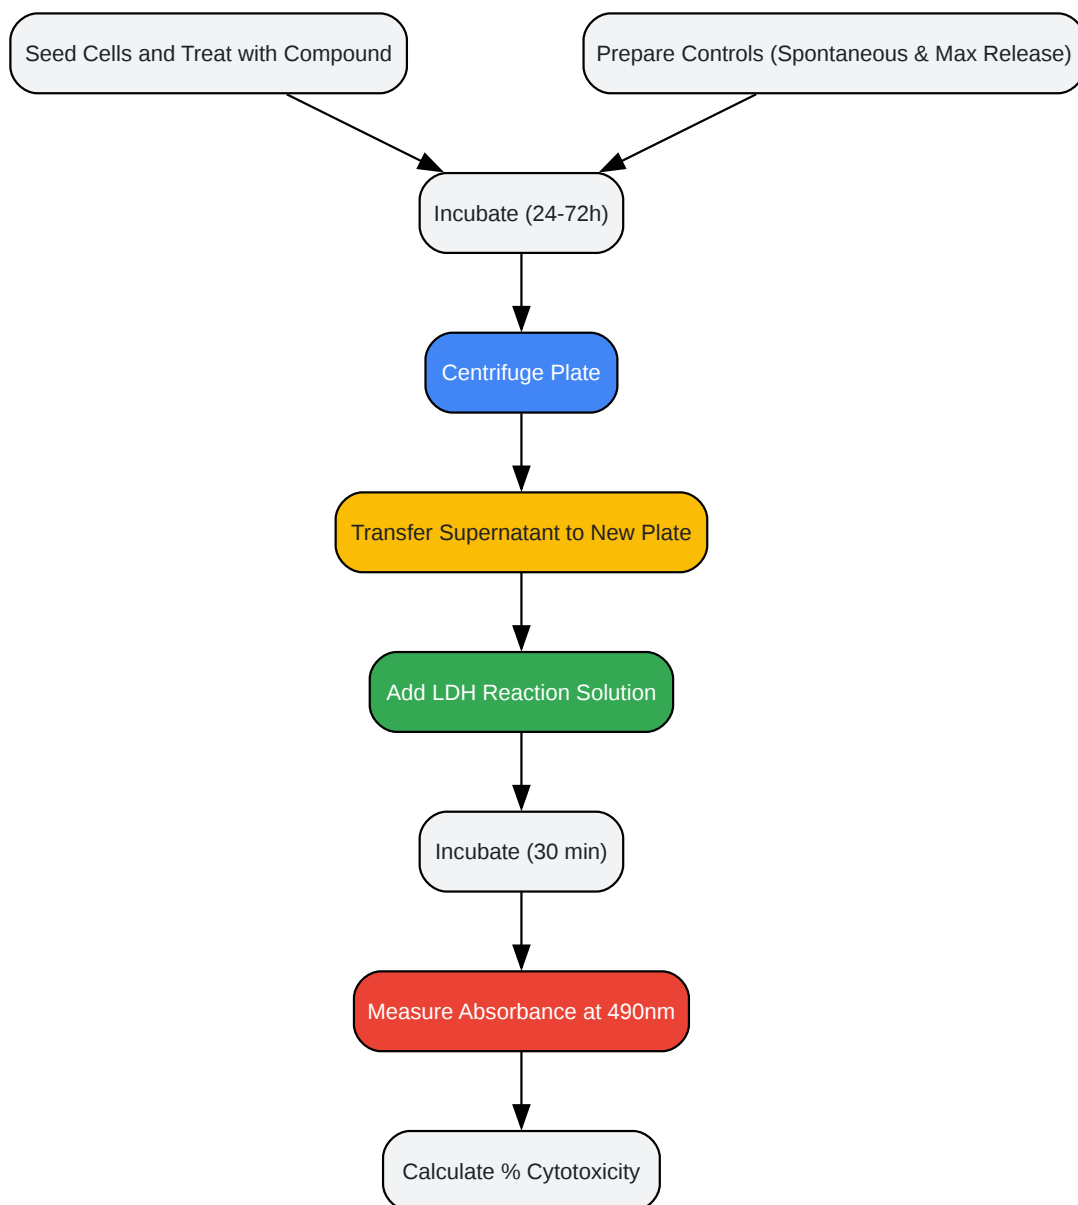 Seed Cells and Treat with Compound
Prepare Controls (Spontaneous & Max Release)
Incubate (24-72h)
Centrifuge Plate
Transfer Supernatant to New Plate
Add LDH Reaction Solution
Incubate (30 min)
Measure Absorbance at 490nm
Calculate % Cytotoxicity